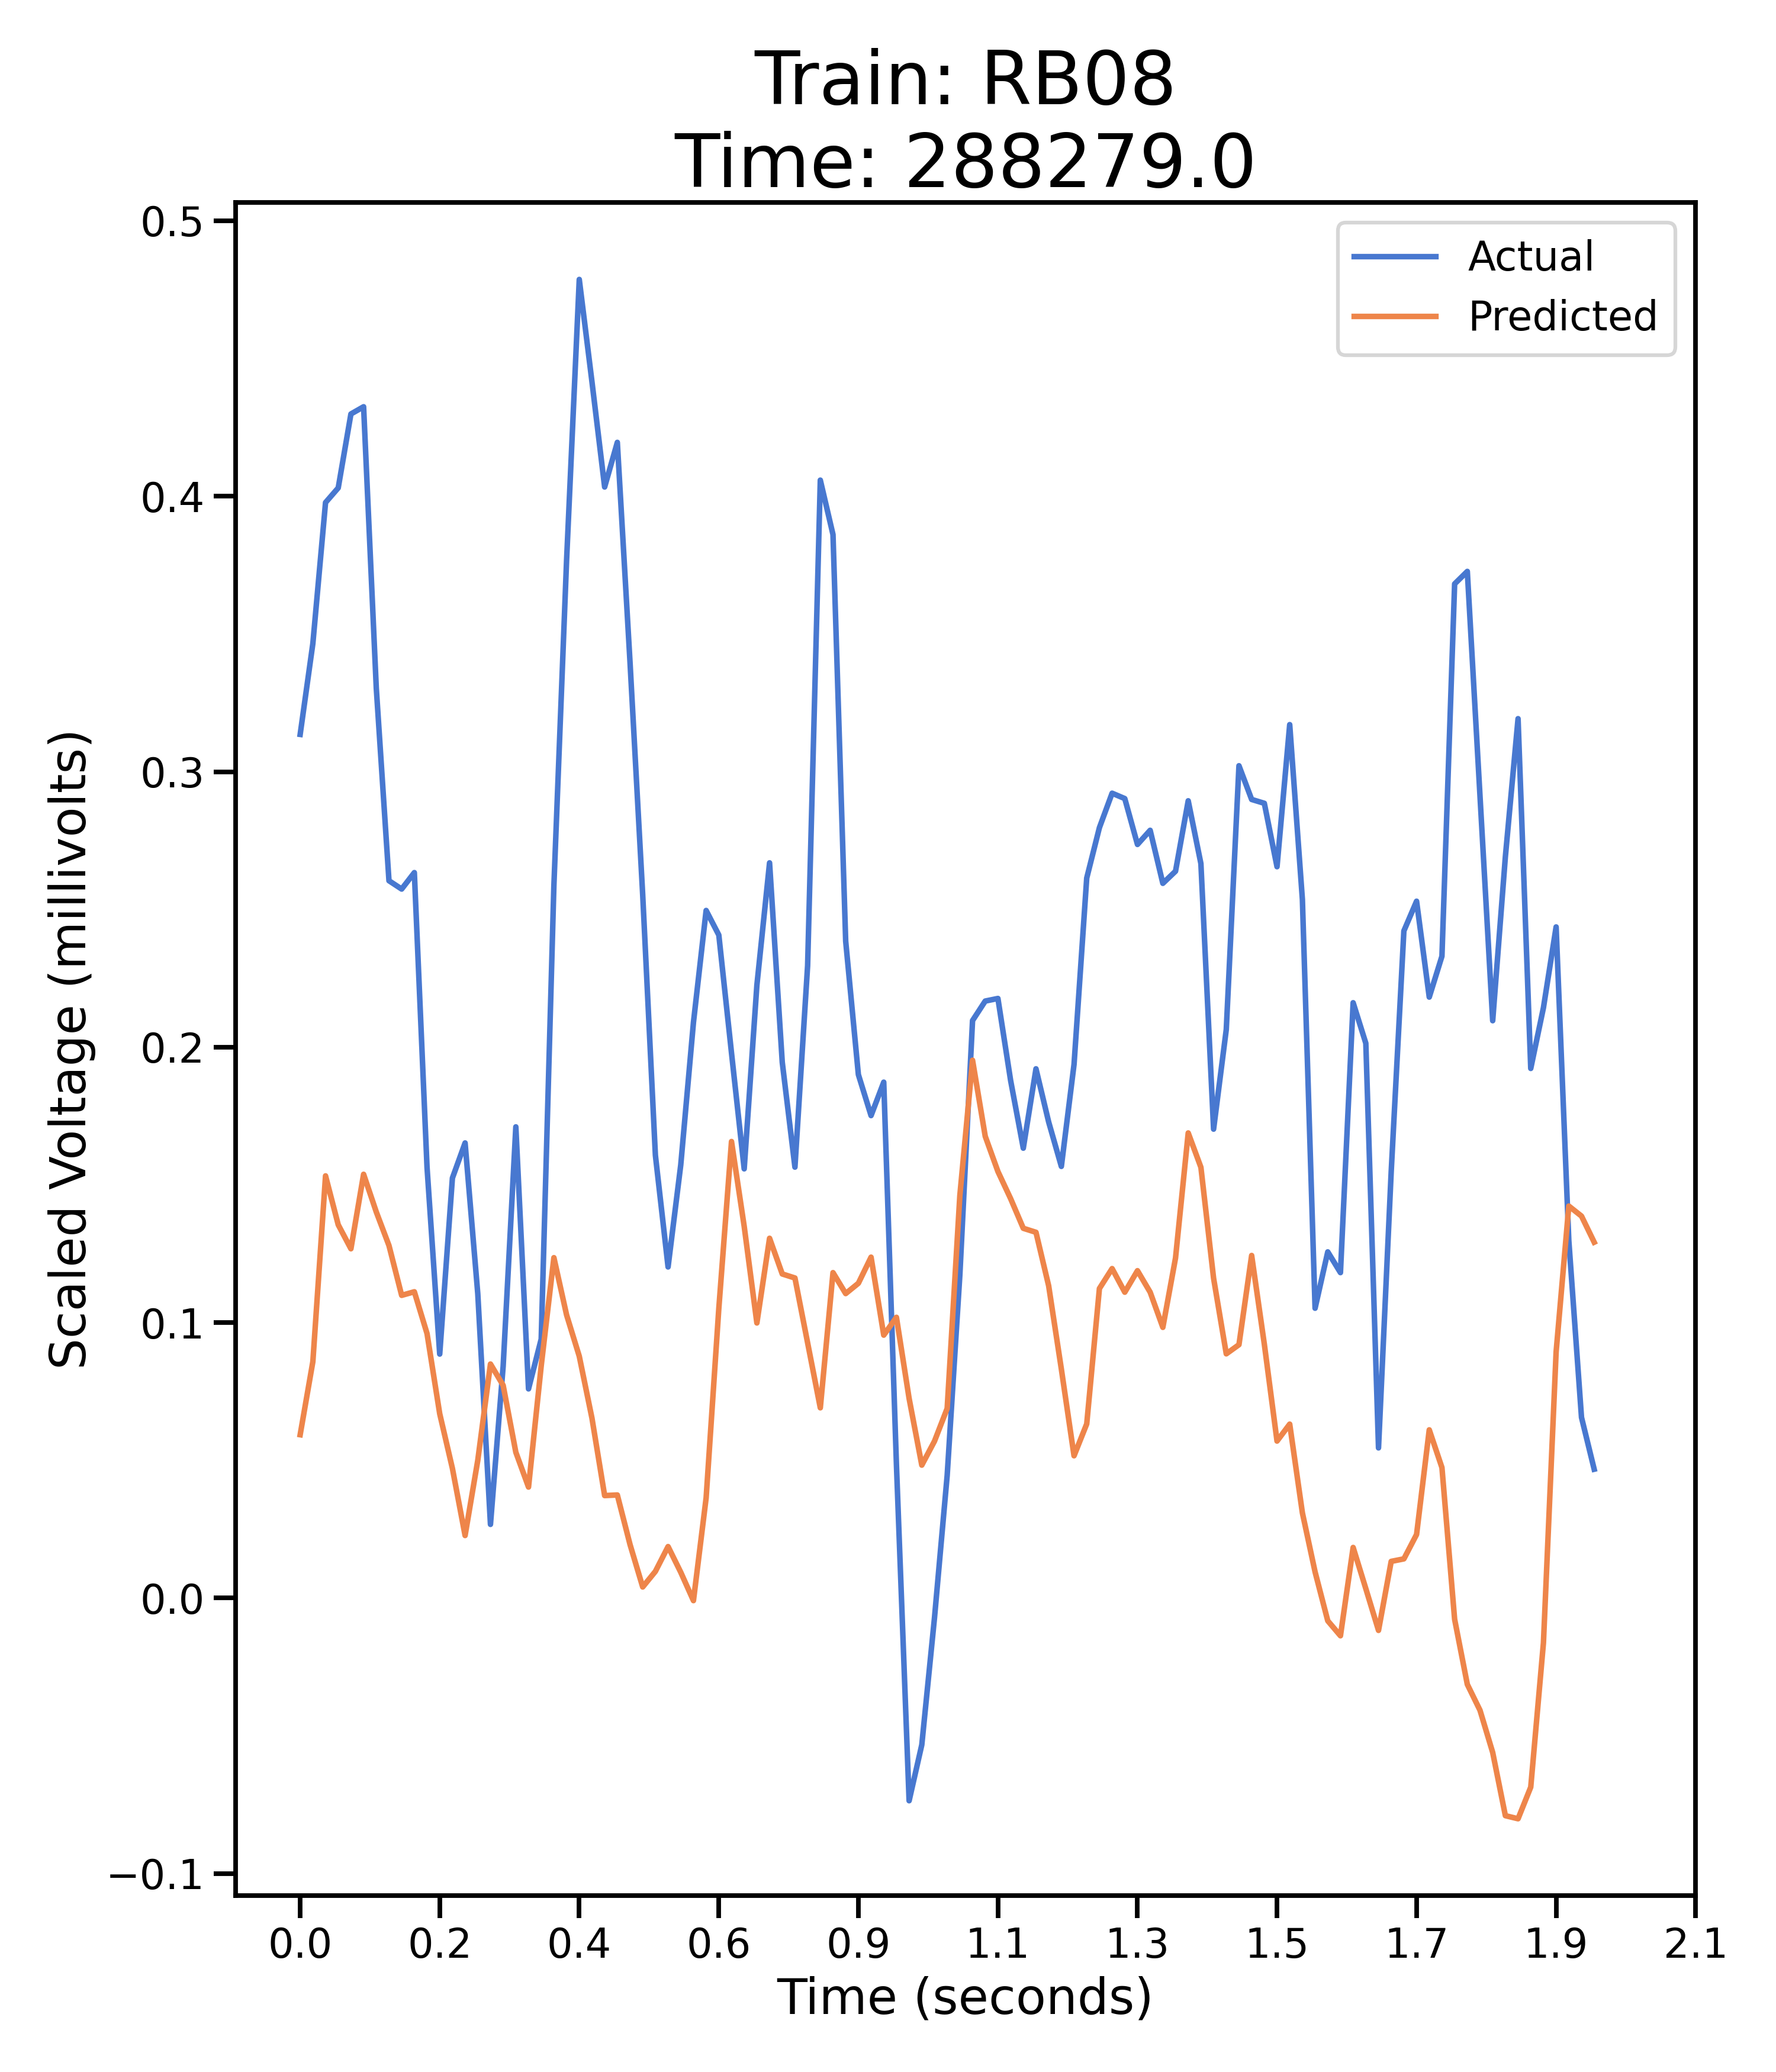 Train: RB08
Time: 288279.0
Actual
Predicted
Scaled Voltage (millivolts)
0.5
0.4
0.3
0.2
0.1
0.0
−0.1
0.0 0.2 0.4 0.6 0.9 1.1 1.3 1.5 1.7 1.9 2.1
Time (seconds)